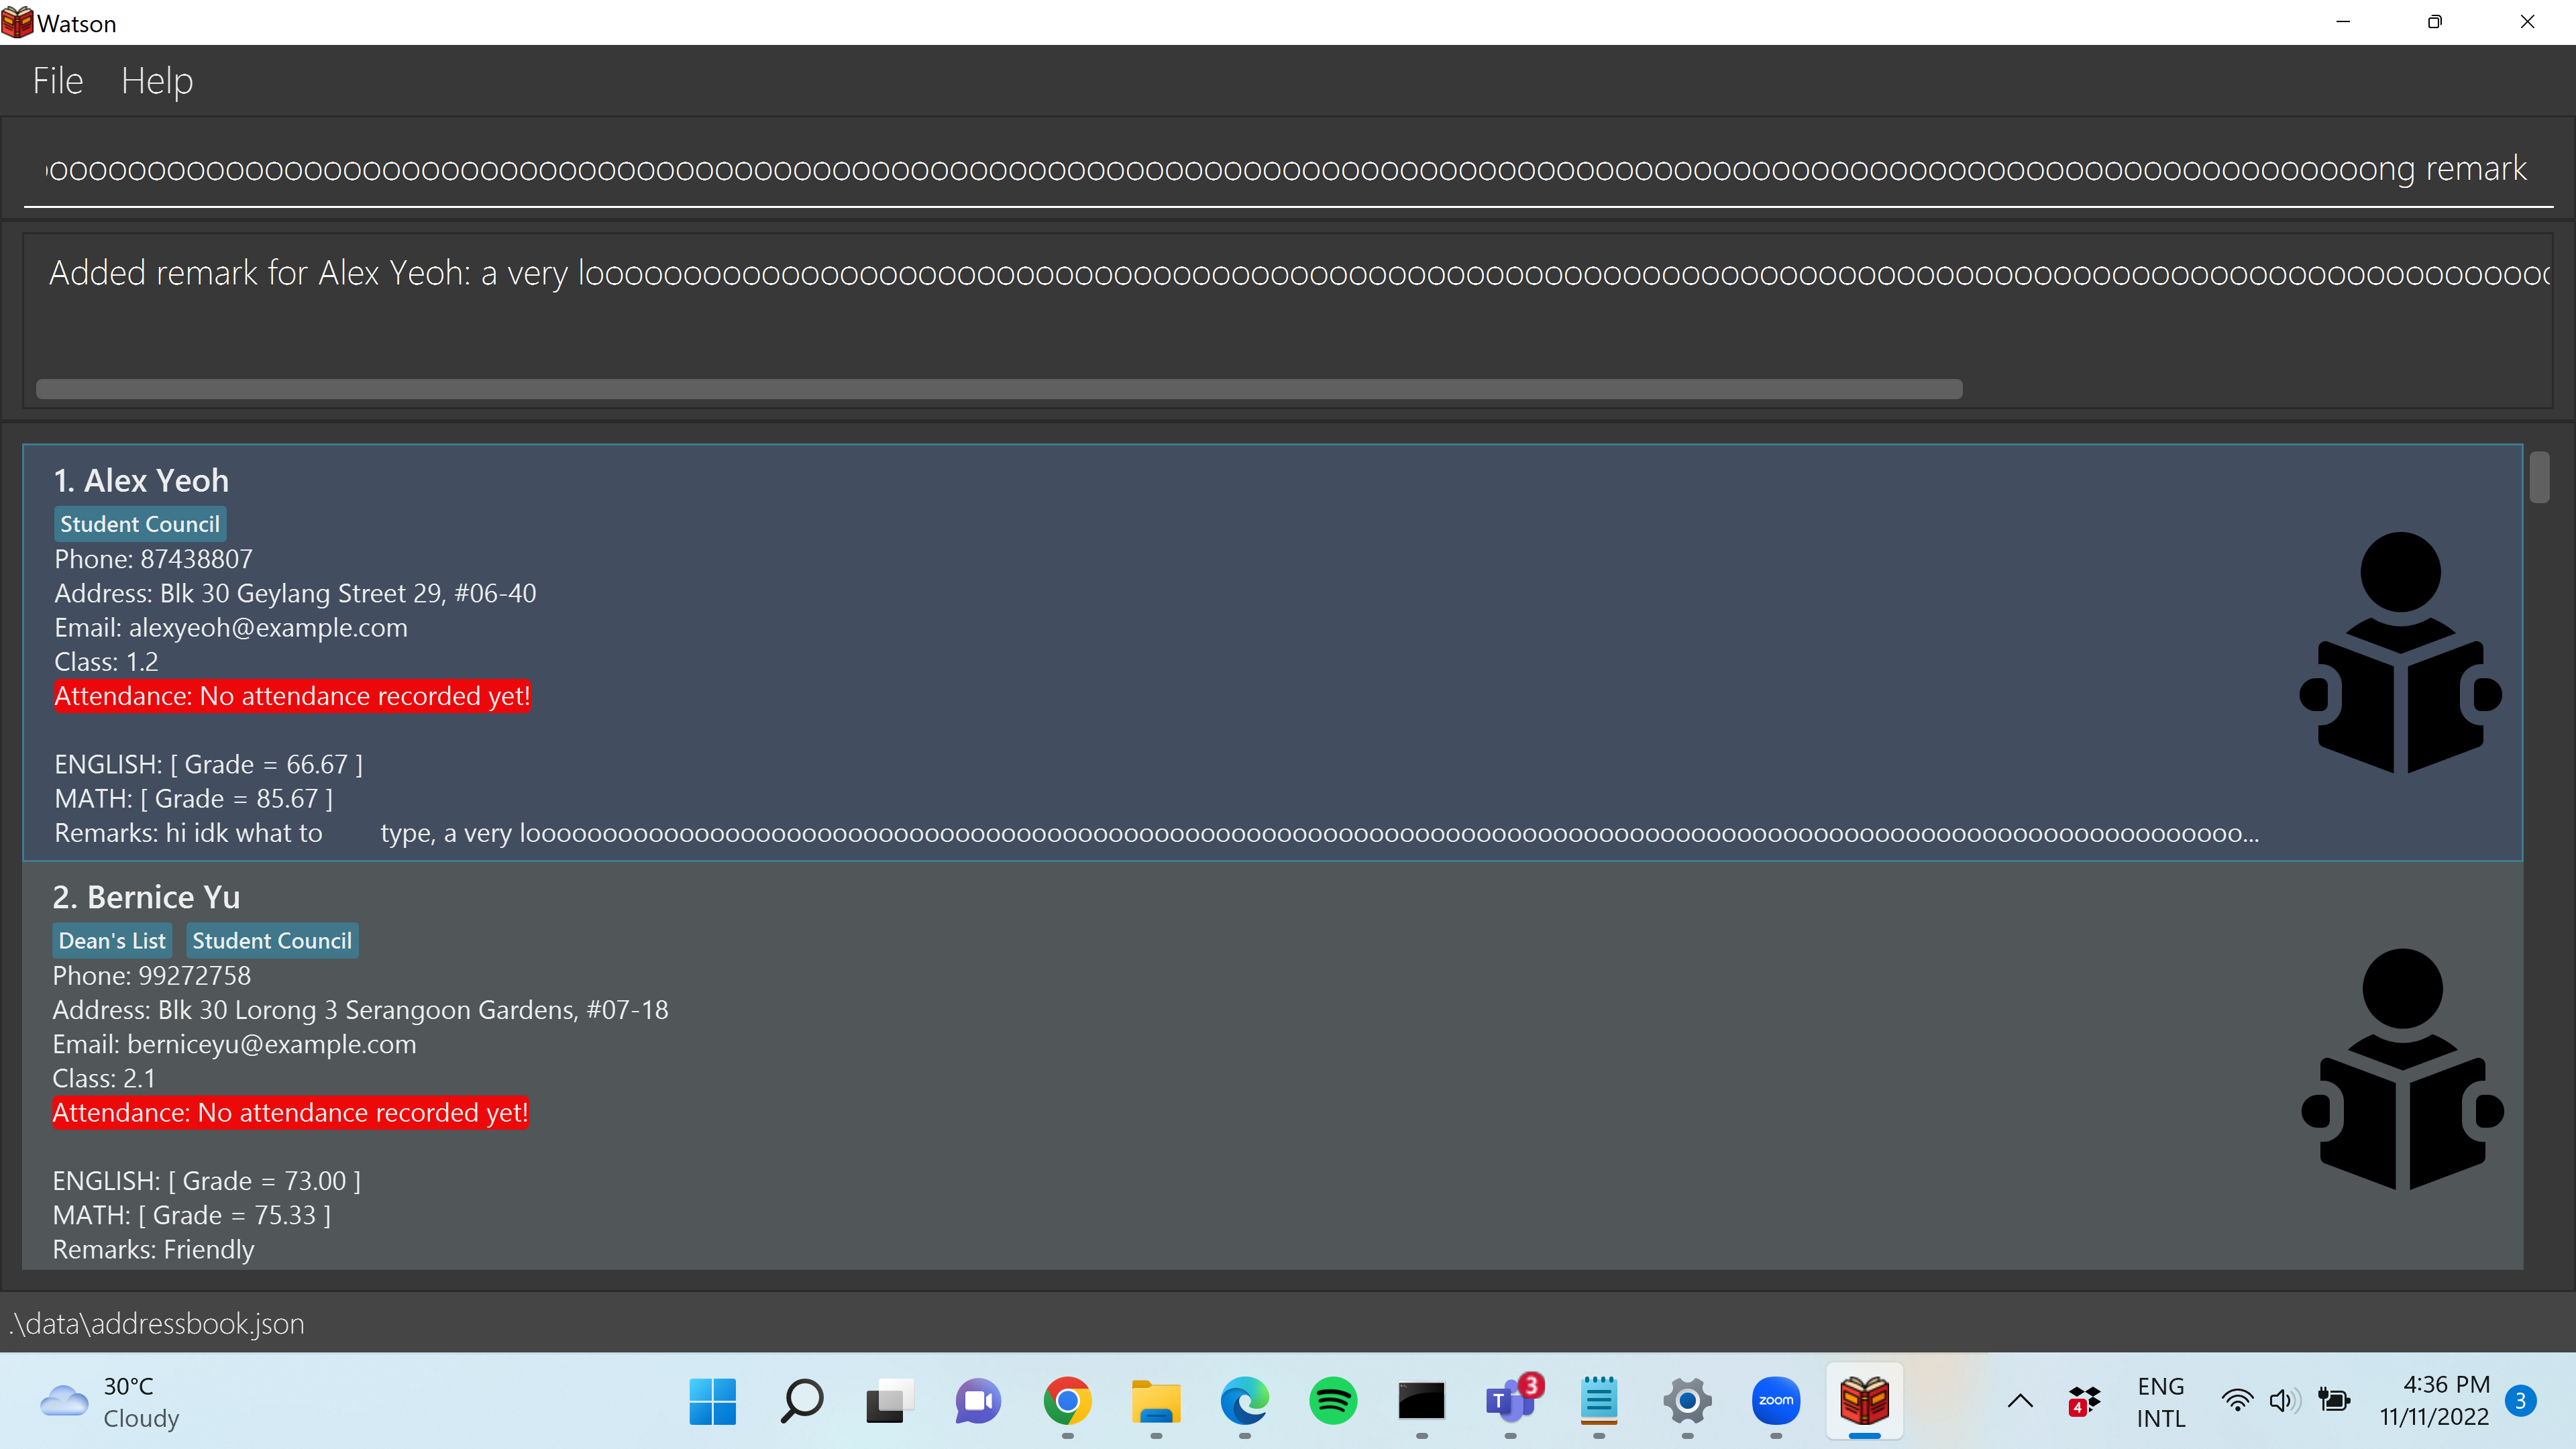 Watson
File Help
ooooooooooooooooooooooooooooooooooooooooooooooooooooooooooooooooooooooooooooooooooooooooooooooooooooooooooooooooooooooooong remark
Added remark for Alex Yeoh: a very looooooooooooooooooooooooooooooooooooooooooooooooooooooooooooooooooooooooooooooooooooooooooooooooooooo
1. Alex Yeoh
Student Council
Phone: 87438807
Address: Blk 30 Geylang Street 29, #06-40
Email: alexyeoh@example.com
Class: 1.2
Attendance: No attendance recorded yet!
ENGLISH: [ Grade = 66.67 ]
MATH: [ Grade = 85.67 ]
Remarks: hi idk what to type, a very looooooooooooooooooooooooooooooooooooooooooooooooooooooooooooooooooooooooooooooooooooooooooooooo...
2. Bernice Yu
Dean's List Student Council
Phone: 99272758
Address: Blk 30 Lorong 3 Serangoon Gardens, #07-18
Email: berniceyu@example.com
Class: 2.1
Attendance: No attendance recorded yet!
ENGLISH: [ Grade = 73.00 ]
MATH: [ Grade = 75.33 ]
Remarks: Friendly
.\data\addressbook.json
30°C
Cloudy
T 3
zoom
4
ENG
INTL
4:36 PM
11/11/2022
3